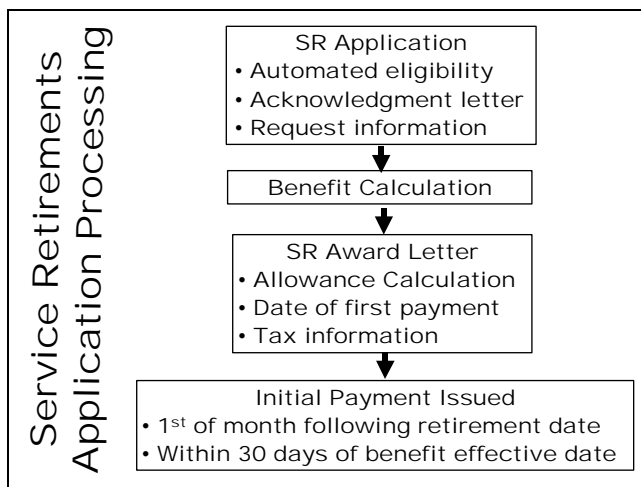 Service Retirements
Application Processing
SR Application
• Automated eligibility
• Acknowledgment letter
• Request information
Benefit Calculation
SR Award Letter
• Allowance Calculation
• Date of first payment
• Tax information
Initial Payment Issued
• 1st of month following retirement date
• Within 30 days of benefit effective date